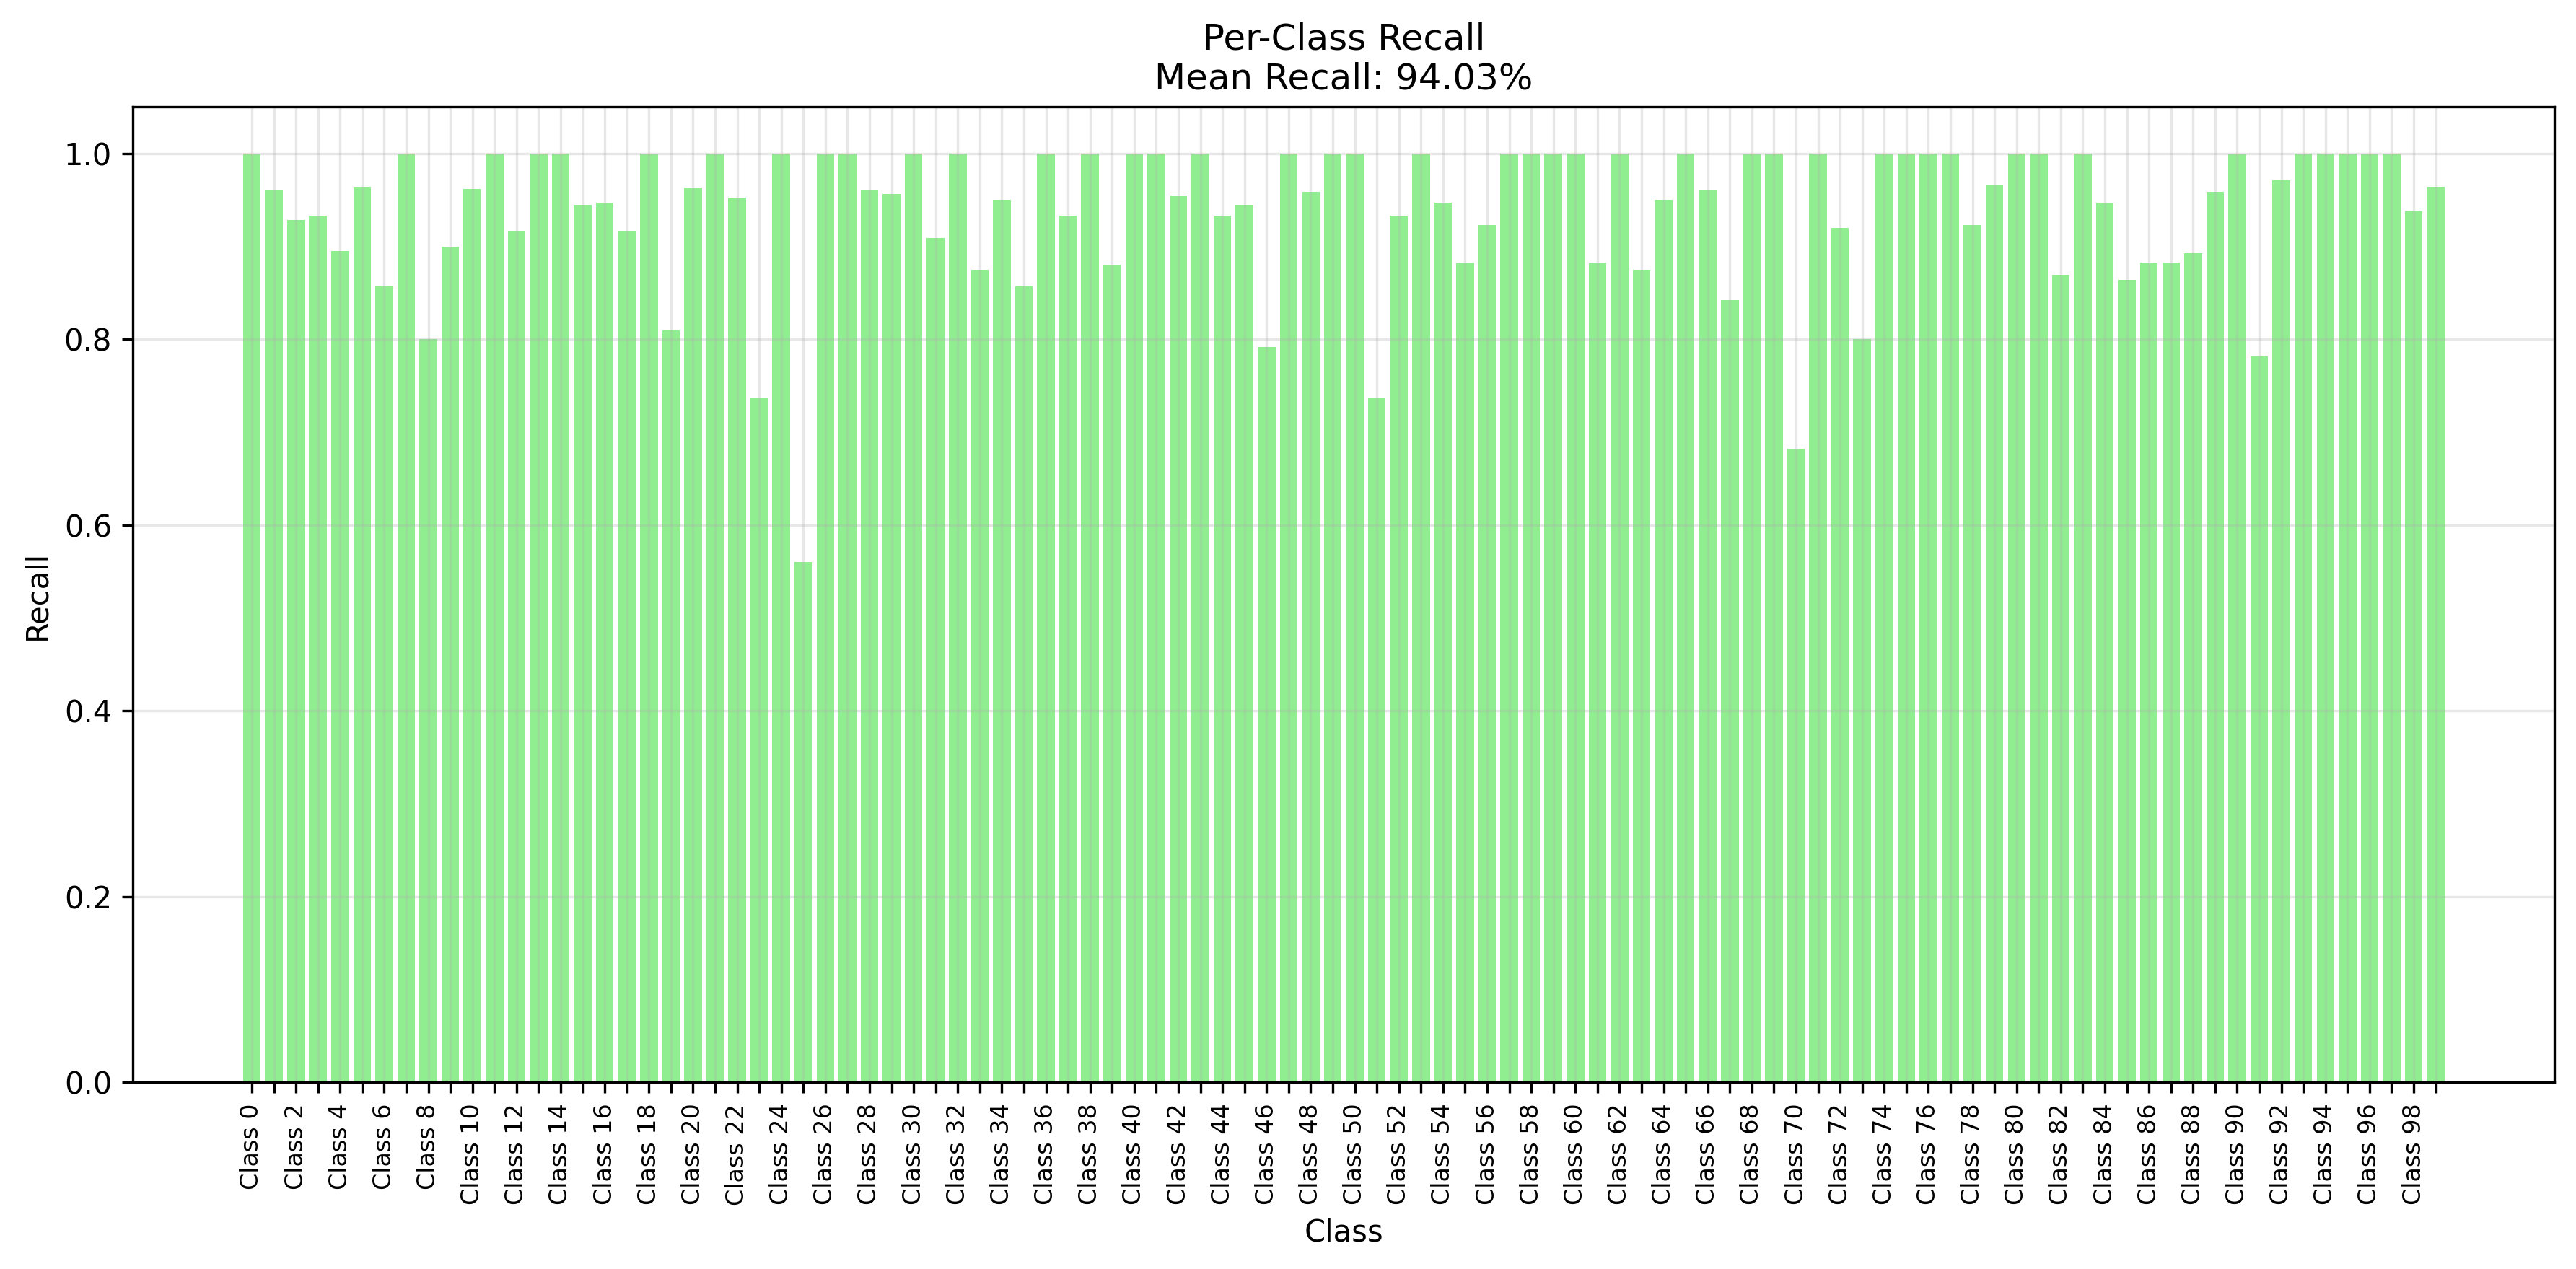 Per-Class Recall
Mean Recall: 94.03%
1.0
0.8
0.6
0.4
0.2
0.0
Recall
Class 0
Class 2
Class 4
Class 6
Class 8
Class 10
Class 12
Class 14
Class 16
Class 18
Class 20
Class 22
Class 24
Class 26
Class 28
Class 30
Class 32
Class 34
Class 36
Class 38
Class 40
Class 42
Class 44
Class 46
Class 48
Class 50
Class 52
Class 54
Class 56
Class 58
Class 60
Class 62
Class 64
Class 66
Class 68
Class 70
Class 72
Class 74
Class 76
Class 78
Class 80
Class 82
Class 84
Class 86
Class 88
Class 90
Class 92
Class 94
Class 96
Class 98
Class